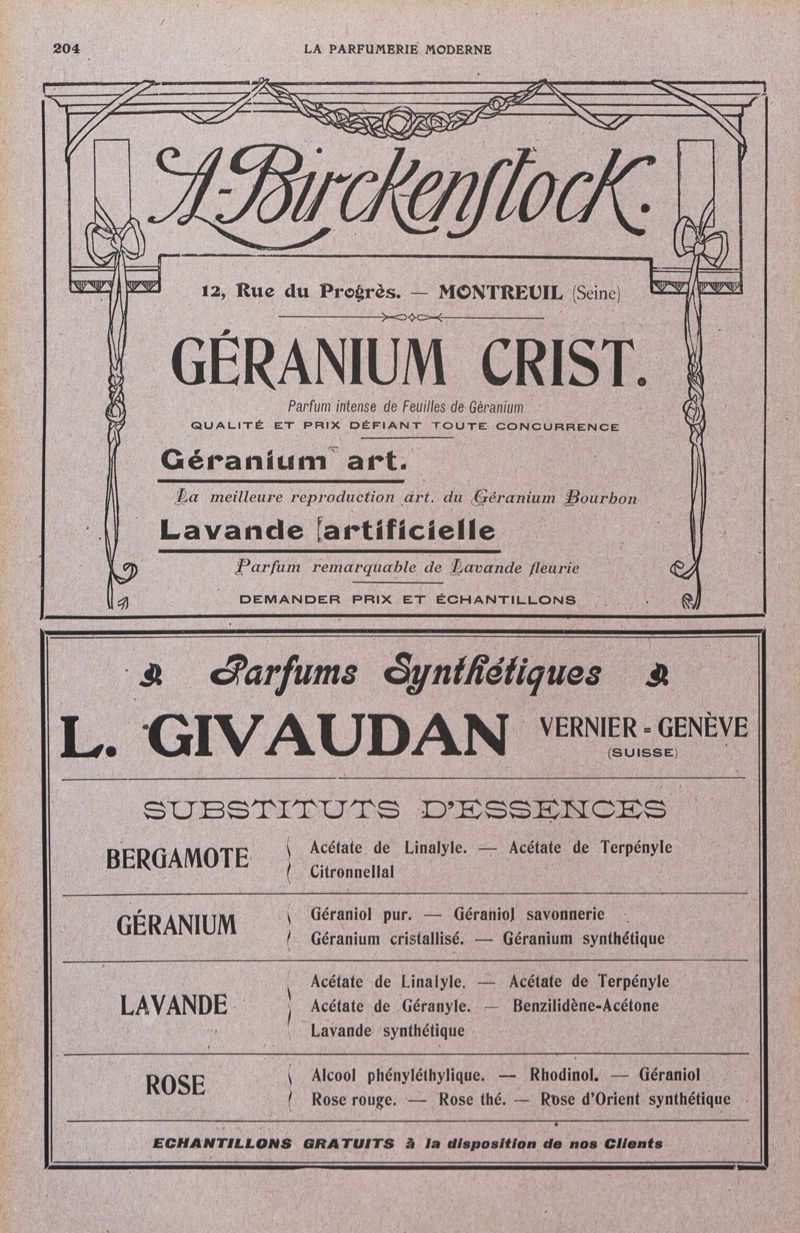 204
LA PARFUMERIE MODERNE
A-Birckenstock.
12, Rue du Progrès. — MONTREUIL (Seine)
GÉRANIUM CRIST.
Parfum intense de Feuilles de Géranium
QUALITÉ ET PRIX DÉFIANT TOUTE CONCURRENCE
Géranium art.
La meilleure reproduction art. du Géranium Bourbon
Lavande artificielle
Parfum remarquable de Lavande fleurie
DEMANDER PRIX ET ÉCHANTILLONS
Parfums Synthétiques
L. GIVAUDAN VERNIER-GENÈVE
(SUISSE)
SUBSTITUTS D'ESSENCES
BERGAMOTE
Acétate de Linalyle. — Acétate de Terpényle
Citronnellal
GÉRANIUM
Géraniol pur. — Géraniol savonnerie
Géranium cristallisé. — Géranium synthétique
LAVANDE
Acétate de Linalyle. — Acétate de Terpényle
Acétate de Géranyle. — Benzilidène-Acétone
Lavande synthétique
ROSE
Alcool phényléthylique. — Rhodinol. — Géraniol
Rose rouge. — Rose thé. — Rose d'Orient synthétique
ECHANTILLONS GRATUITS à la disposition de nos Clients